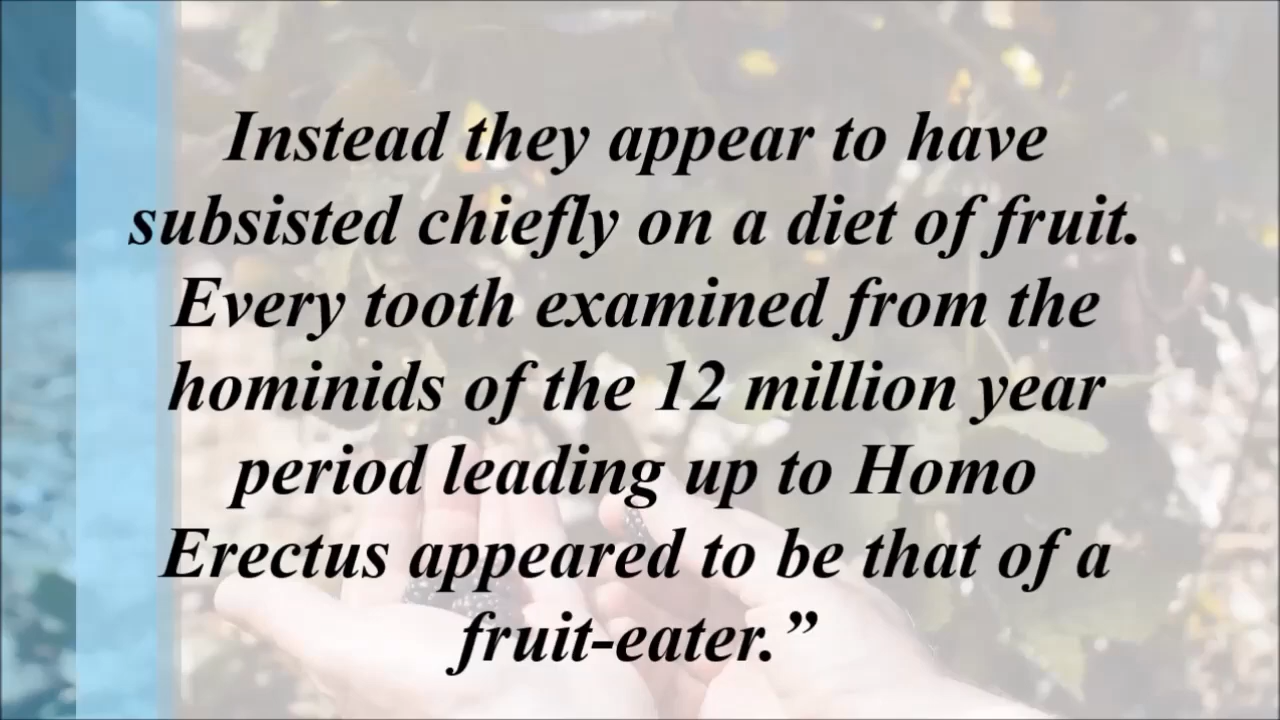 Instead they appear to have
subsisted chiefly on a diet of fruit.
Every tooth examined from the
hominids of the 12 million year
period leading up to Homo
Erectus appeared to be that of a
fruit-eater.”